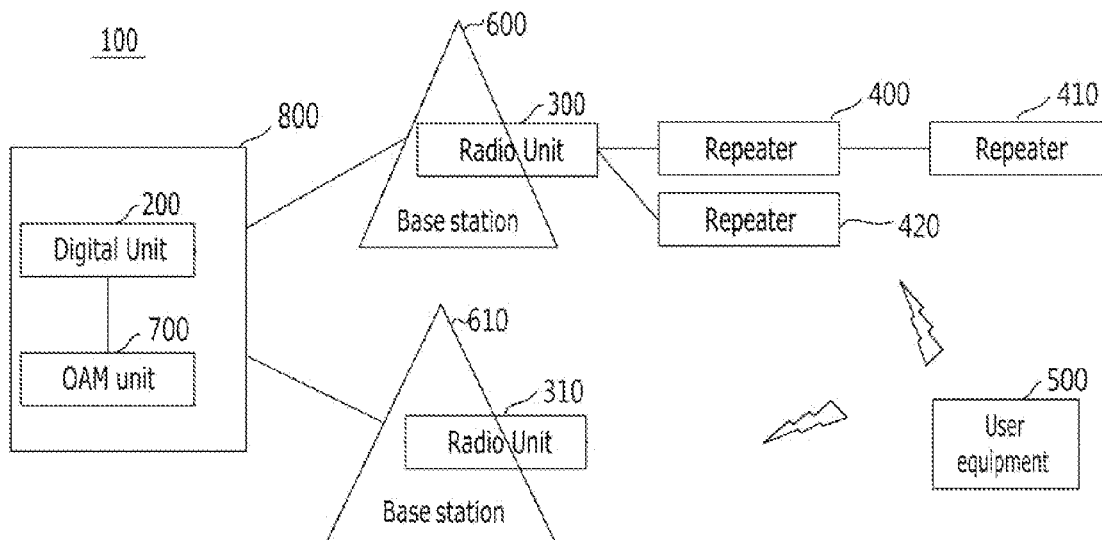 100
600
800
300
400
410
Radio Unit
Repeater
Repeater
200
Base station
Repeater
420
Digital Unit
700
610
OAM unit
310
500
Radio Unit
User
equipment
Base station